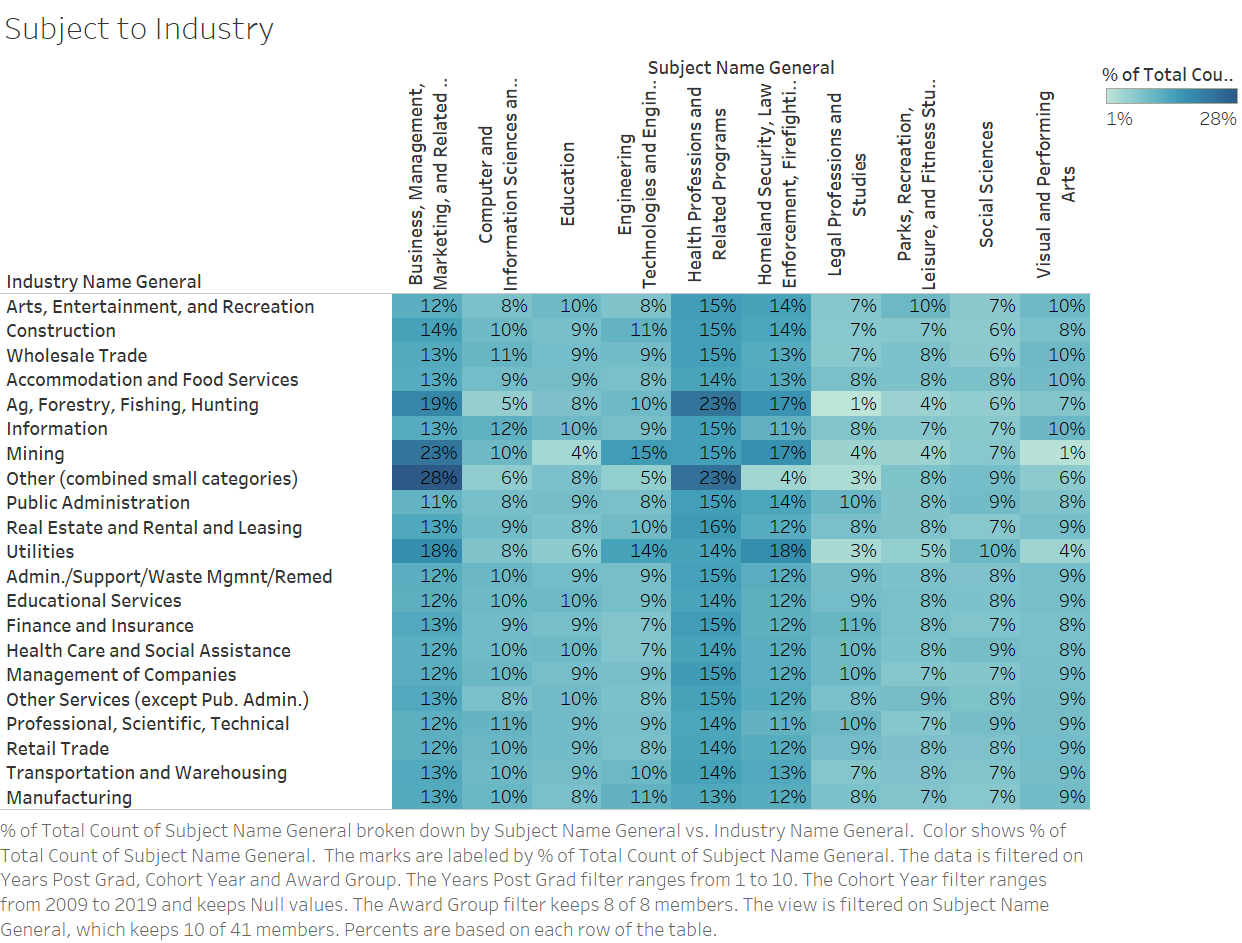 Subject to Industry
Subject Name General
% of Total Cou..
1% 28%
Business, Management,
Marketing, and Related ..
Computer and
Information Sciences an..
Education
Engineering
Technologies and Engin..
Health Professions and
Related Programs
Homeland Security, Law
Enforcement, Firefighti..
Legal Professions and
Studies
Parks, Recreation,
Leisure, and Fitness Stu..
Social Sciences
Visual and Performing
Arts
Industry Name General
Arts, Entertainment, and Recreation 12% 8% 10% 8% 15% 14% 7% 10% 7% 10%
Construction 14% 10% 9% 11% 15% 14% 7% 7% 6% 8%
Wholesale Trade 13% 11% 9% 9% 15% 13% 7% 8% 6% 10%
Accommodation and Food Services 13% 9% 9% 8% 14% 13% 8% 8% 8% 10%
Ag, Forestry, Fishing, Hunting 19% 5% 8% 10% 23% 17% 1% 4% 6% 7%
Information 13% 12% 10% 9% 15% 11% 8% 7% 7% 10%
Mining 23% 10% 4% 15% 15% 17% 4% 4% 7% 1%
Other (combined small categories) 28% 6% 8% 5% 23% 4% 3% 8% 9% 6%
Public Administration 11% 8% 9% 8% 15% 14% 10% 8% 9% 8%
Real Estate and Rental and Leasing 13% 9% 8% 10% 16% 12% 8% 8% 7% 9%
Utilities 18% 8% 6% 14% 14% 18% 3% 5% 10% 4%
Admin./Support/Waste Mgmnt/Remed 12% 10% 9% 9% 15% 12% 9% 8% 8% 9%
Educational Services 12% 10% 10% 9% 14% 12% 9% 8% 8% 9%
Finance and Insurance 13% 9% 9% 7% 15% 12% 11% 8% 7% 8%
Health Care and Social Assistance 12% 10% 10% 7% 14% 12% 10% 8% 9% 8%
Management of Companies 12% 10% 9% 9% 15% 12% 10% 7% 7% 9%
Other Services (except Pub. Admin.) 13% 8% 10% 8% 15% 12% 8% 9% 8% 9%
Professional, Scientific, Technical 12% 11% 9% 9% 14% 11% 10% 7% 9% 9%
Retail Trade 12% 10% 9% 8% 14% 12% 9% 8% 8% 9%
Transportation and Warehousing 13% 10% 9% 10% 14% 13% 7% 8% 7% 9%
Manufacturing 13% 10% 8% 11% 13% 12% 8% 7% 7% 9%
% of Total Count of Subject Name General broken down by Subject Name General vs. Industry Name General.  Color shows % of
Total Count of Subject Name General.  The marks are labeled by % of Total Count of Subject Name General. The data is filtered on
Years Post Grad, Cohort Year and Award Group. The Years Post Grad filter ranges from 1 to 10. The Cohort Year filter ranges
from 2009 to 2019 and keeps Null values. The Award Group filter keeps 8 of 8 members. The view is filtered on Subject Name
General, which keeps 10 of 41 members. Percents are based on each row of the table.